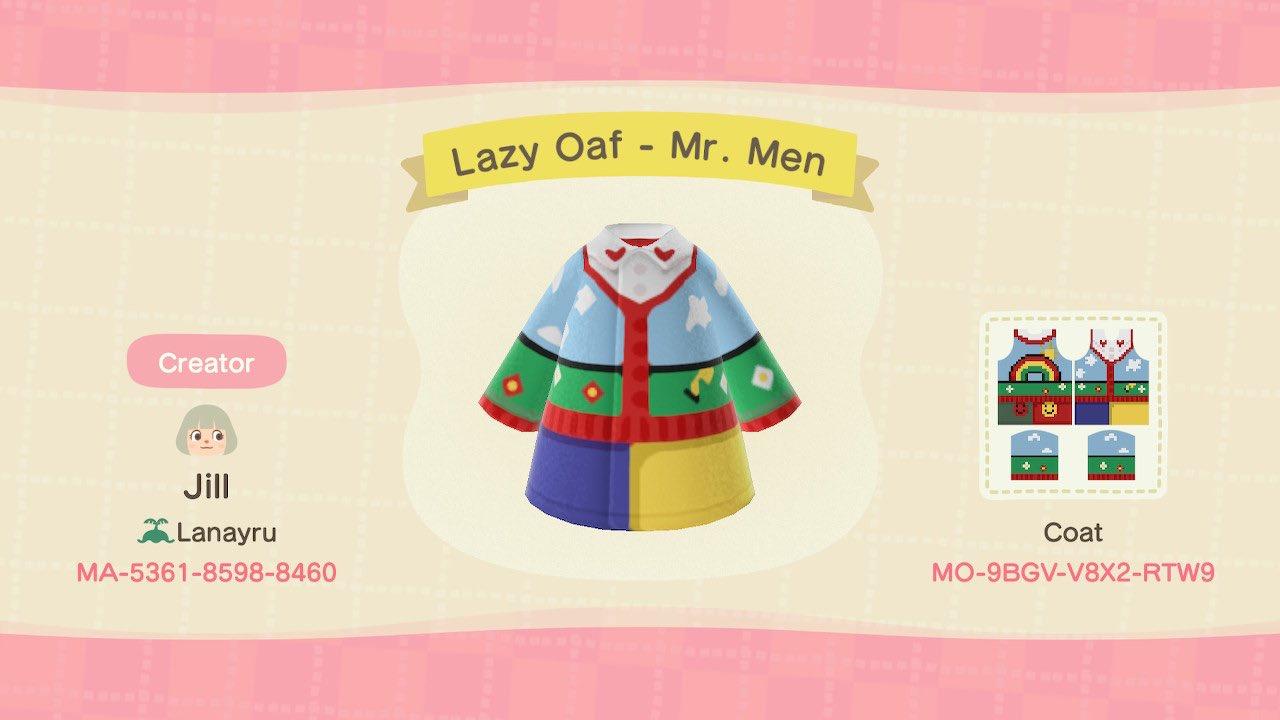 Lazy Oaf - Mr. Men
Creator
Jill
Lanayru
MA-5361-8598-8460
Coat
MO-9BGV-V8X2-RTW9